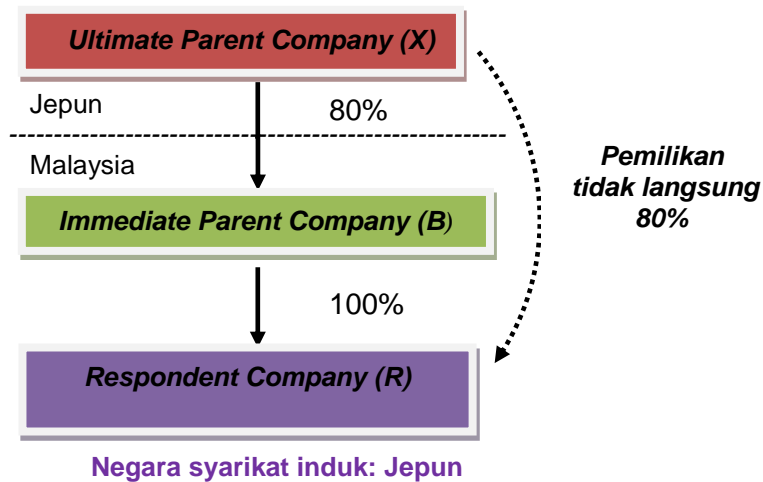 Ultimate Parent Company (X)
Jepun
80%
Malaysia
Pemilikan
tidak langsung
80%
Immediate Parent Company (B)
100%
Respondent Company (R)
Negara syarikat induk: Jepun